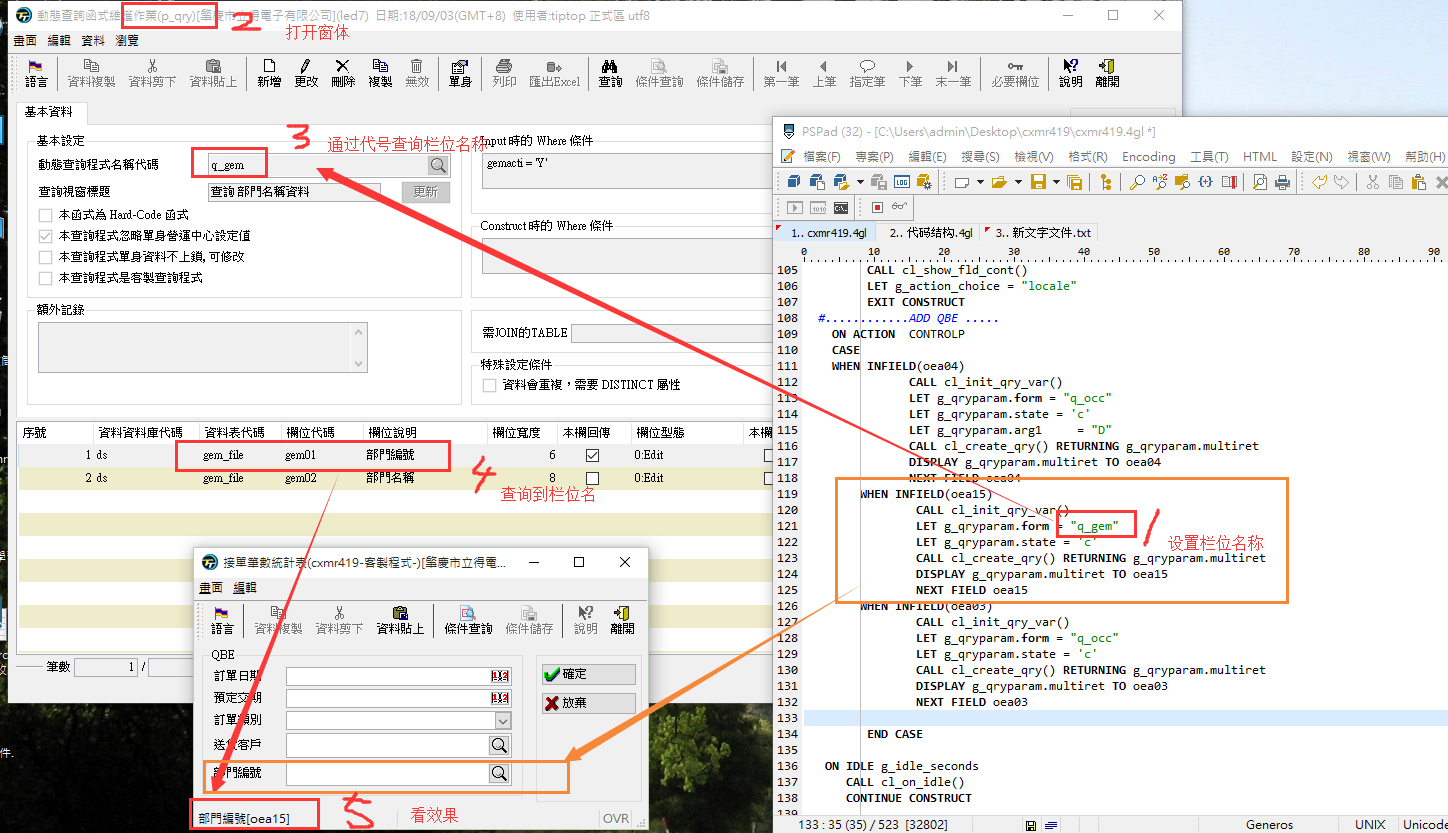 動態查詢函式維護作業(p_qry)[肇慶市立得電子有限公司](led7) 日期:18/09/03(GMT+8) 使用者:tiptop 正式區 utf8
2 打开窗体
畫面 編輯 資料 瀏覽
語言 資料複製 資料剪下 資料貼上 新增 更改 刪除 複製 無效 單身 列印 匯出Excel 查詢 條件查詢 條件儲存 第一筆 上筆 指定筆 下筆 末一筆 必要欄位 說明 離開
基本資料
基本設定
3 通过代号查询栏位名称
動態查詢程式名稱代碼 q_gem
查詢視窗標題 查詢 部門名稱資料 更新
本函式為 Hard-Code 函式
本查詢程式忽略單身營運中心設定值
本查詢程式單身資料不上鎖, 可修改
本查詢程式是客製查詢程式
Input 時的 Where 條件
gemacti = 'Y'
Construct 時的 Where 條件
額外記錄
需JOIN的TABLE
特殊設定條件
資料會重複，需要 DISTINCT 屬性
序號 資料資料庫代碼 資料表代碼 欄位代碼 欄位說明 欄位寬度 本欄回傳 欄位型態 本欄
1 ds gem_file gem01 部門編號 6 0:Edit
2 ds gem_file gem02 部門名稱 8 0:Edit
4 查询到栏位名
筆數 1 /
接單筆數統計表(cxmr419-客製程式-)[肇慶市立得電...
畫面 編輯
語言 資料複製 資料剪下 資料貼上 條件查詢 條件儲存 說明 離開
QBE
訂單日期
預定交期
訂單類別
送貨客戶
部門編號
確定
放棄
部門編號[oea15]
5 看效果
OVR
PSPad (32) - [C:\Users\admin\Desktop\cxmr419\cxmr419.4gl *]
檔案(F) 專案(P) 編輯(E) 搜尋(S) 檢視(V) 格式(R) Encoding 工具(T) HTML 設定(N) 視窗(W) 幫助(H)
LOG
1010
C:\
1.. cxmr419.4gl 2.. 代码结构.4gl 3.. 新文字文件.txt
0 10 20 30 40 50 60 70 80 90
105 CALL cl_show_fld_cont()
106 LET g_action_choice = "locale"
107 EXIT CONSTRUCT
108 #............ADD QBE .....
109 ON ACTION CONTROLP
110 CASE
111 WHEN INFIELD(oea04)
112 CALL cl_init_qry_var()
113 LET g_qryparam.form = "q_occ"
114 LET g_qryparam.state = 'c'
115 LET g_qryparam.arg1 = "D"
116 CALL cl_create_qry() RETURNING g_qryparam.multiret
117 DISPLAY g_qryparam.multiret TO oea04
118 NEXT FIELD oea04
119 WHEN INFIELD(oea15)
120 CALL cl_init_qry_var()
121 LET g_qryparam.form = "q_gem"
122 LET g_qryparam.state = 'c'
1 设置栏位名称
123 CALL cl_create_qry() RETURNING g_qryparam.multiret
124 DISPLAY g_qryparam.multiret TO oea15
125 NEXT FIELD oea15
126 WHEN INFIELD(oea03)
127 CALL cl_init_qry_var()
128 LET g_qryparam.form = "q_occ"
129 LET g_qryparam.state = 'c'
130 CALL cl_create_qry() RETURNING g_qryparam.multiret
131 DISPLAY g_qryparam.multiret TO oea03
132 NEXT FIELD oea03
133
134 END CASE
135
136 ON IDLE g_idle_seconds
137 CALL cl_on_idle()
138 CONTINUE CONSTRUCT
139
133 : 35 (35) / 523 [32802] Generos UNIX Unicode